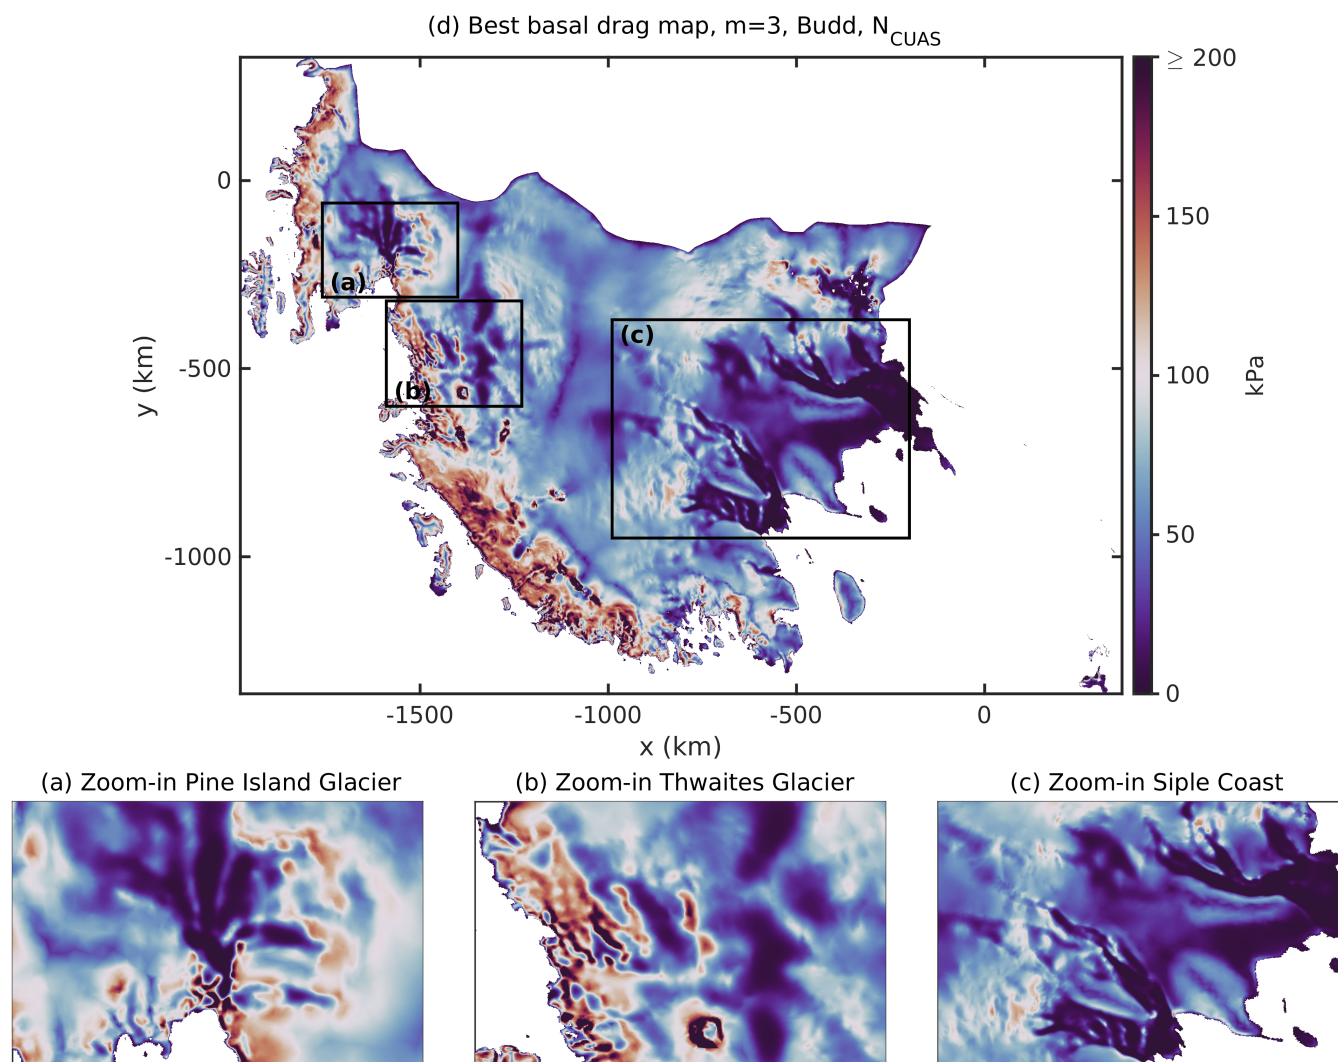 (d) Best basal drag map, m=3, Budd, N_CUAS
≥ 200
150
100
50
0
kPa
0
-500
-1000
y (km)
(a)
(b)
(c)
-1500
-1000
-500
0
x (km)
(a) Zoom-in Pine Island Glacier
(b) Zoom-in Thwaites Glacier
(c) Zoom-in Siple Coast